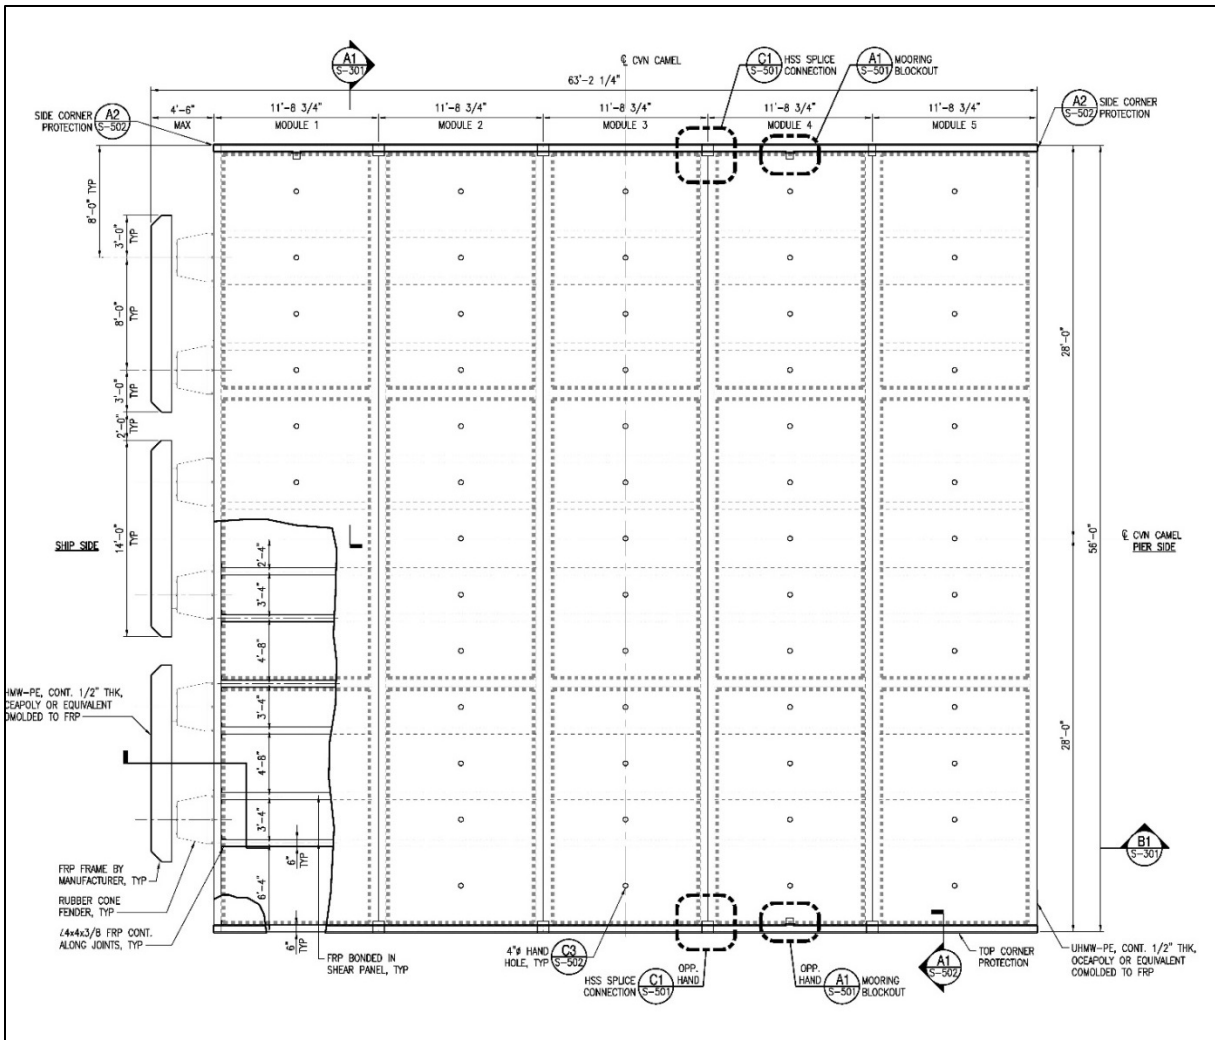 A1
S-301
℄ CVN CAMEL
C1
S-501
HSS SPLICE
CONNECTION
A1
S-501
MOORING
BLOCKOUT
63'-2 1/4"
SIDE CORNER
PROTECTION
A2
S-502
4'-6"
MAX
11'-8 3/4"
MODULE 1
11'-8 3/4"
MODULE 2
11'-8 3/4"
MODULE 3
11'-8 3/4"
MODULE 4
11'-8 3/4"
MODULE 5
A2
S-502
SIDE CORNER
PROTECTION
8'-0" TYP
3'-0"
TYP
8'-0"
TYP
3'-0"
TYP
2'-0"
TYP
14'-0"
TYP
SHIP SIDE
28'-0"
56'-0"
℄ CVN CAMEL
PIER SIDE
28'-0"
2'-4"
3'-4"
4'-8"
3'-4"
4'-8"
3'-4"
6"
TYP
6'-4"
6"
TYP
HMW-PE, CONT. 1/2" THK,
CEAPOLY OR EQUIVALENT
OMOLDED TO FRP
FRP FRAME BY
MANUFACTURER, TYP
RUBBER CONE
FENDER, TYP
L4x4x3/8 FRP CONT.
ALONG JOINTS, TYP
FRP BONDED IN
SHEAR PANEL, TYP
4"ø HAND
HOLE, TYP
C3
S-502
HSS SPLICE
CONNECTION
C1
S-501
OPP.
HAND
OPP.
HAND
A1
S-501
MOORING
BLOCKOUT
A1
S-502
TOP CORNER
PROTECTION
B1
S-301
UHMW-PE, CONT. 1/2" THK,
OCEAPOLY OR EQUIVALENT
COMOLDED TO FRP